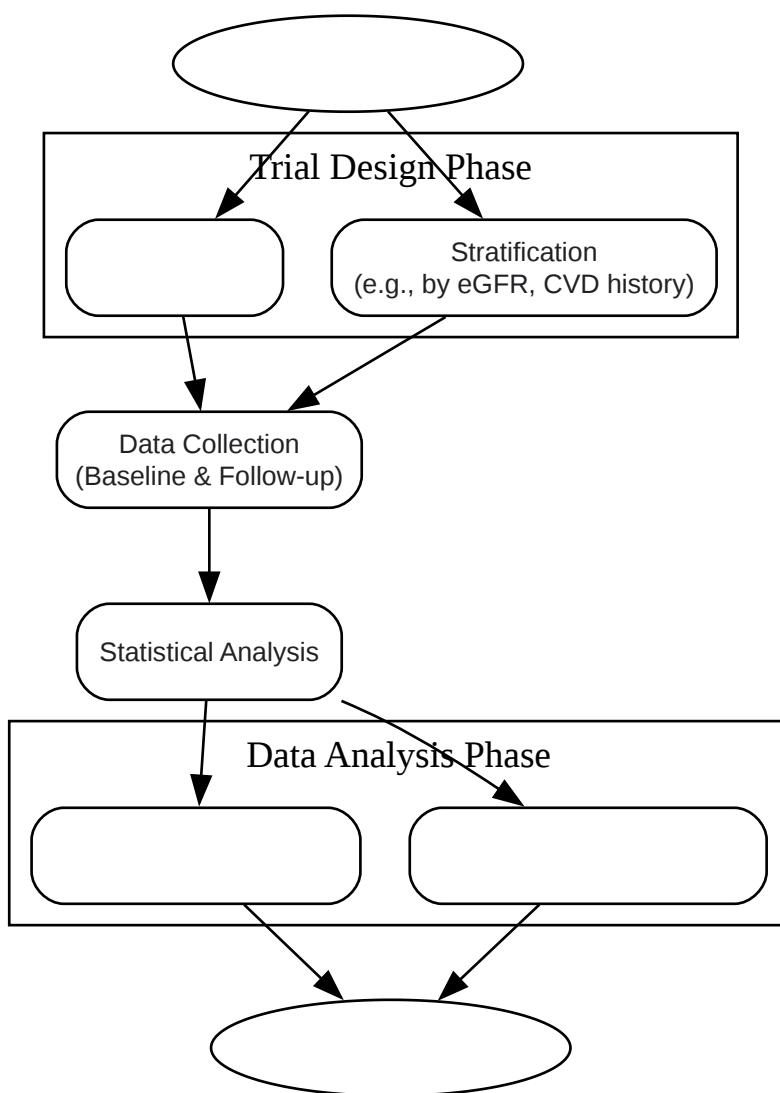 Trial Design Phase
Stratification
(e.g., by eGFR, CVD history)
Data Collection
(Baseline & Follow-up)
Statistical Analysis
Data Analysis Phase